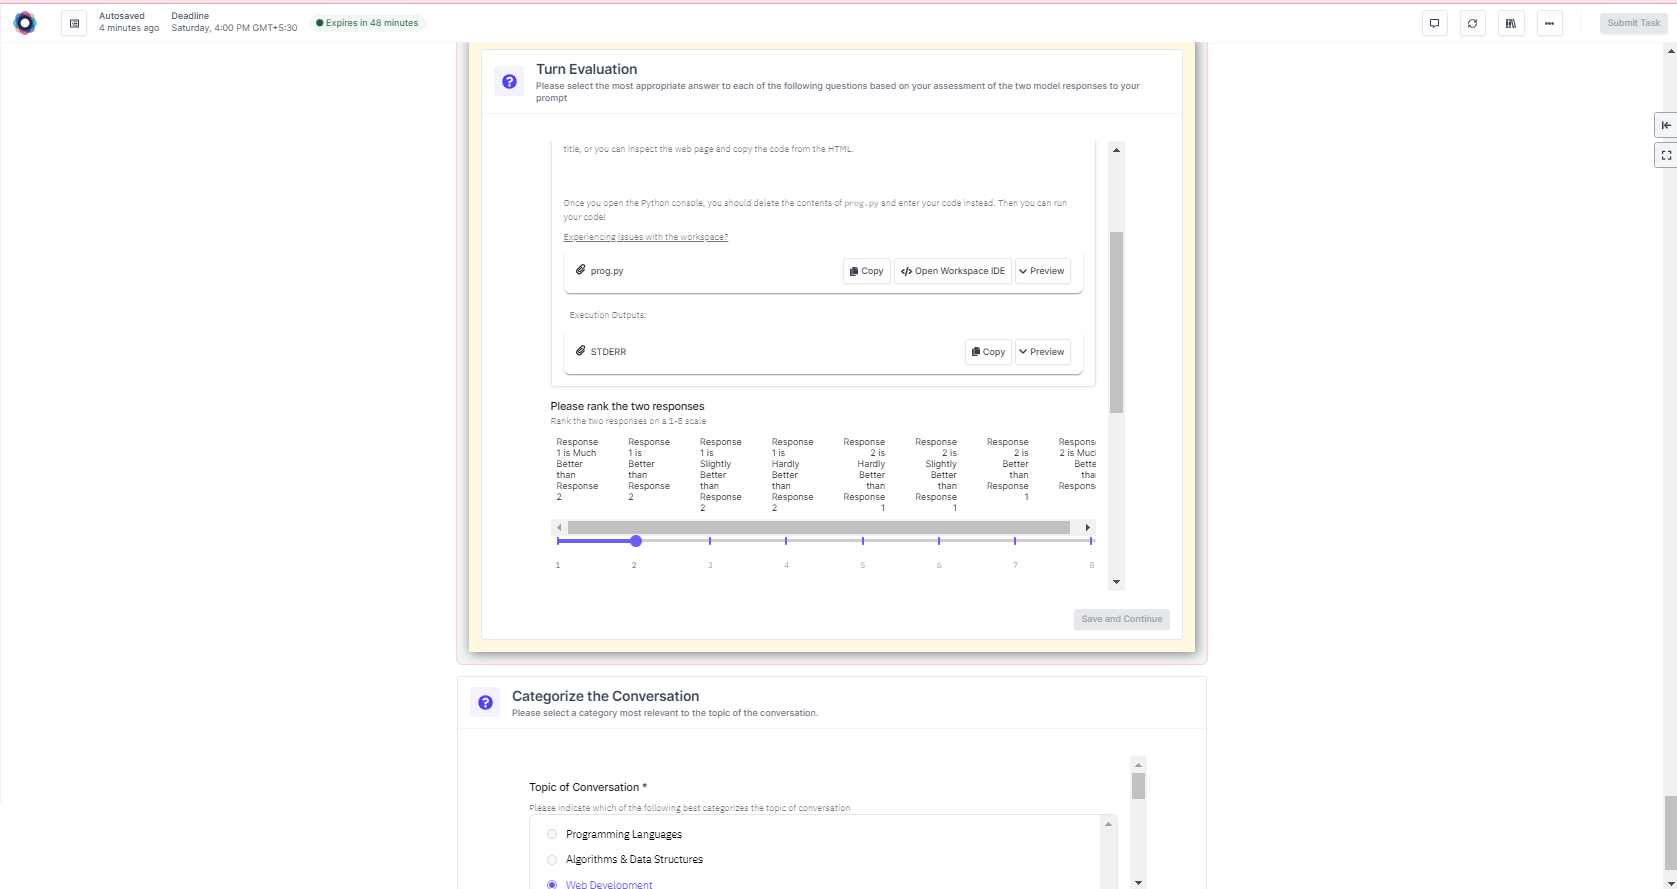 Autosaved
4 minutes ago
Deadline
Saturday, 4:00 PM GMT+5:30
Expires in 48 minutes
Submit Task
Turn Evaluation
Please select the most appropriate answer to each of the following questions based on your assessment of the two model responses to your
prompt
title, or you can inspect the web page and copy the code from the HTML.
Once you open the Python console, you should delete the contents of prog.py and enter your code instead. Then you can run
your code!
Experiencing issues with the workspace?
prog.py
Copy
Open Workspace IDE
Preview
Execution Outputs:
STDERR
Copy
Preview
Please rank the two responses
Rank the two responses on a 1-8 scale
Response
1 is Much
Better
than
Response
2
Response
1 is
Better
than
Response
2
Response
1 is
Slightly
Better
than
Response
2
Response
1 is
Hardly
Better
than
Response
2
Response
2 is
Hardly
Better
than
Response
1
Response
2 is
Slightly
Better
than
Response
1
Response
2 is
Better
than
Response
1
Respons
2 is Mucl
Bette
tha
Respons
1
2
3
4
5
6
7
8
Save and Continue
Categorize the Conversation
Please select a category most relevant to the topic of the conversation.
Topic of Conversation *
Please indicate which of the following best categorizes the topic of conversation
Programming Languages
Algorithms & Data Structures
Web Development